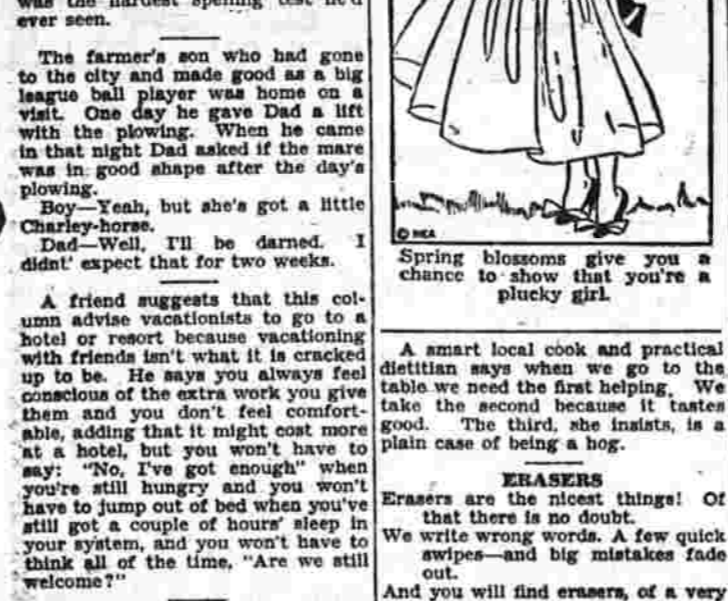 was the hardest spelling test he'd
ever seen.
The farmer's son who had gone
to the city and made good as a big
league ball player was home on a
visit. One day he gave Dad a lift
with the plowing. When he came
in that night Dad asked if the mare
was in good shape after the day's
plowing.
Boy—Yeah, but she's got a little
Charley-horse.
Dad—Well, I'll be darned. I
didnt' expect that for two weeks.
A friend suggests that this col-
umn advise vacationists to go to a
hotel or resort because vacationing
with friends isn't what it is cracked
up to be. He says you always feel
conscious of the extra work you give
them and you don't feel comfort-
able, adding that it might cost more
at a hotel, but you won't have to
say: "No, I've got enough" when
you're still hungry and you won't
have to jump out of bed when you've
still got a couple of hours' sleep in
your system, and you won't have to
think all of the time, "Are we still
welcome?"
© NEA
Spring blossoms give you a
chance to show that you're a
plucky girl.
A smart local cook and practical
dietitian says when we go to the
table we need the first helping. We
take the second because it tastes
good. The third, she insists, is a
plain case of being a hog.
ERASERS
Erasers are the nicest things! Of
that there is no doubt.
We write wrong words. A few quick
swipes—and big mistakes fade
out.
And you will find erasers, of a very